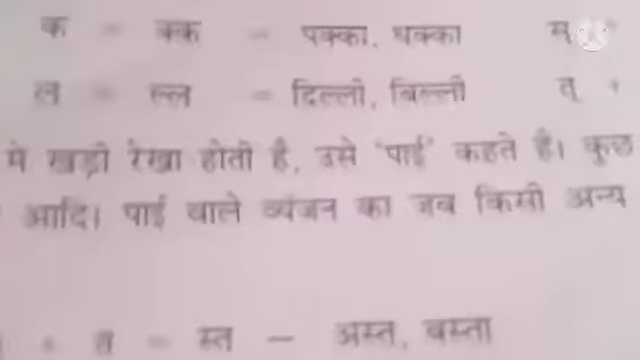 क = क्क = पक्का, धक्का म्
ल = ल्ल = दिल्ली, बिल्ली त् +
में खड़ी रेखा होती है, उसे 'पाई' कहते हैं। कुछ
आदि। पाई वाले व्यंजन का जब किसी अन्य
+ त = स्त – अस्त, बस्ता